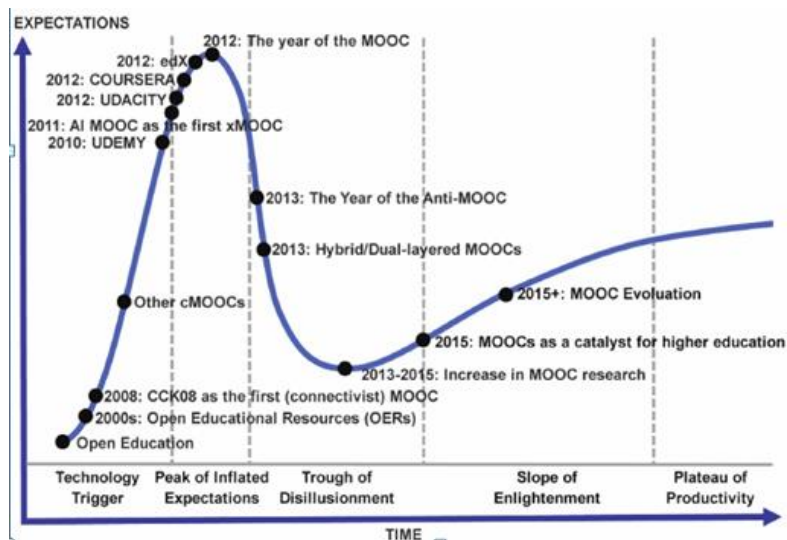 EXPECTATIONS
2012: The year of the MOOC
2012: edX
2012: COURSERA
2012: UDACITY
2011: AI MOOC as the first xMOOC
2010: UDEMY
2013: The Year of the Anti-MOOC
2013: Hybrid/Dual-layered MOOCs
2015+: MOOC Evoluation
Other cMOOCs
2015: MOOCs as a catalyst for higher education
2013-2015: Increase in MOOC research
2008: CCK08 as the first (connectivist) MOOC
2000s: Open Educational Resources (OERs)
Open Education
Technology
Trigger
Peak of Inflated
Expectations
Trough of
Disillusionment
Slope of
Enlightenment
Plateau of
Productivity
TIME